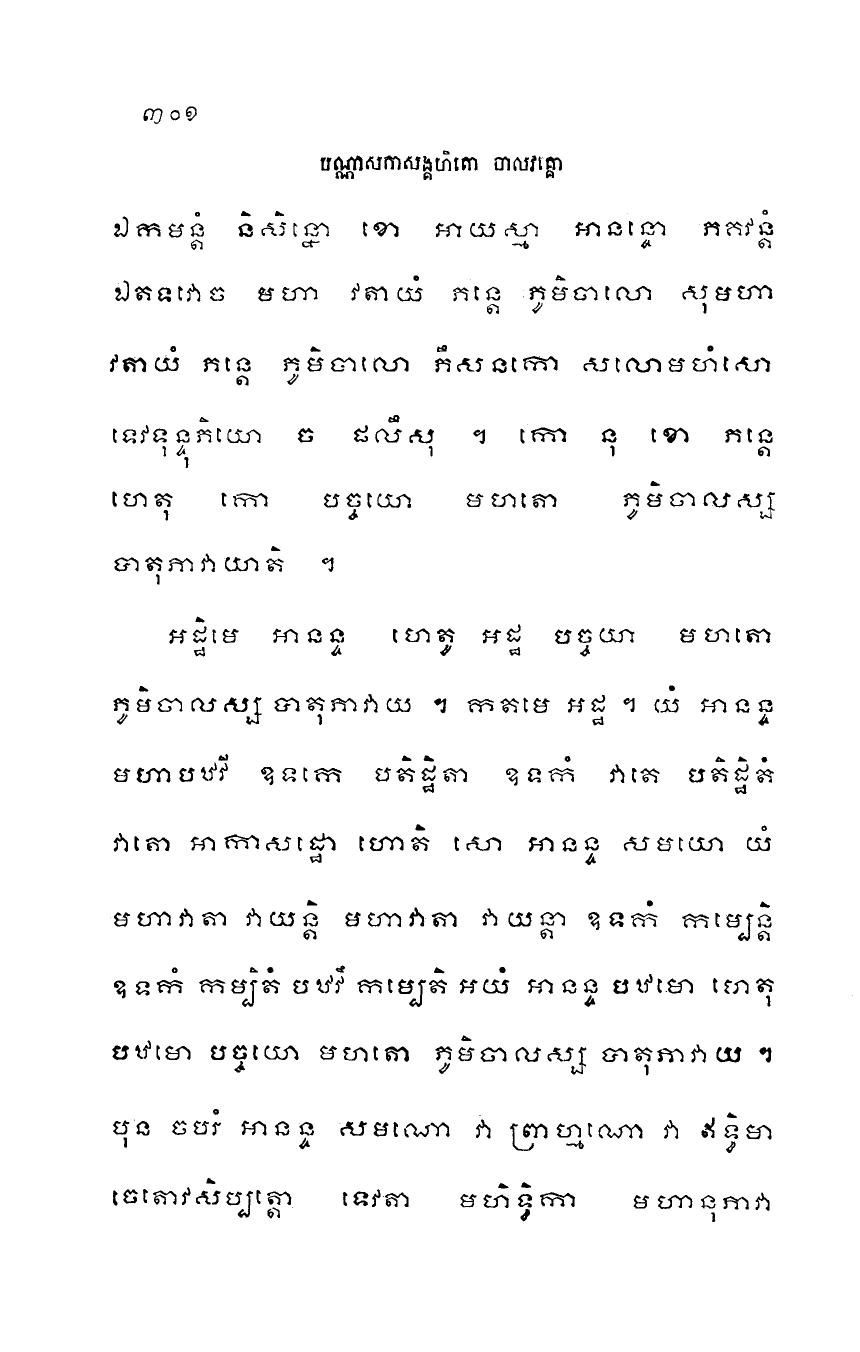 ៣០១
បណ្ណាសកាសង្គហិតោ ចាលវគ្គោ
ឯកមន្តំ និសិន្នោ ខោ អាយស្មា អានន្ទោ ភគវន្តំ
ឯតទវោច មហា វតាយំ ភន្តេ ភូមិចាលោ សុមហា
វតាយំ ភន្តេ ភូមិចាលោ ភឹសនកោ សលោមហំសោ
ទេវទុន្ទុភិយោ ច ផលឹសុ ។ កោ នុ ខោ ភន្តេ
ហេតុ កោ បច្ចយោ មហតោ ភូមិចាលស្ស
បាតុភាវាយាតិ ។
អដ្ឋិមេ អានន្ទ ហេតូ អដ្ឋ បច្ចយា មហតោ
ភូមិចាលស្ស បាតុភាវាយ ។ កតមេ អដ្ឋ ។ យំ អានន្ទ
មហាបឋវី ឧទកេ បតិដ្ឋិតា ឧទកំ វាតេ បតិដ្ឋិតំ
វាតោ អាកាសដ្ឋោ ហោតិ សោ អានន្ទ សមយោ យំ
មហាវាតា វាយន្តិ មហាវាតា វាយន្តា ឧទកំ កម្បេន្តិ
ឧទកំ កម្បិតំ បឋវឹ កម្បេតិ អយំ អានន្ទ បឋមោ ហេតុ
បឋមោ បច្ចយោ មហតោ ភូមិចាលស្ស បាតុភាវាយ ។
បុន ចបរំ អានន្ទ សមណោ វា ព្រាហ្មណោ វា ឥទ្ធិមា
ចេតោវសិប្បត្តោ ទេវតា មហិទ្ធិកា មហានុភាវា